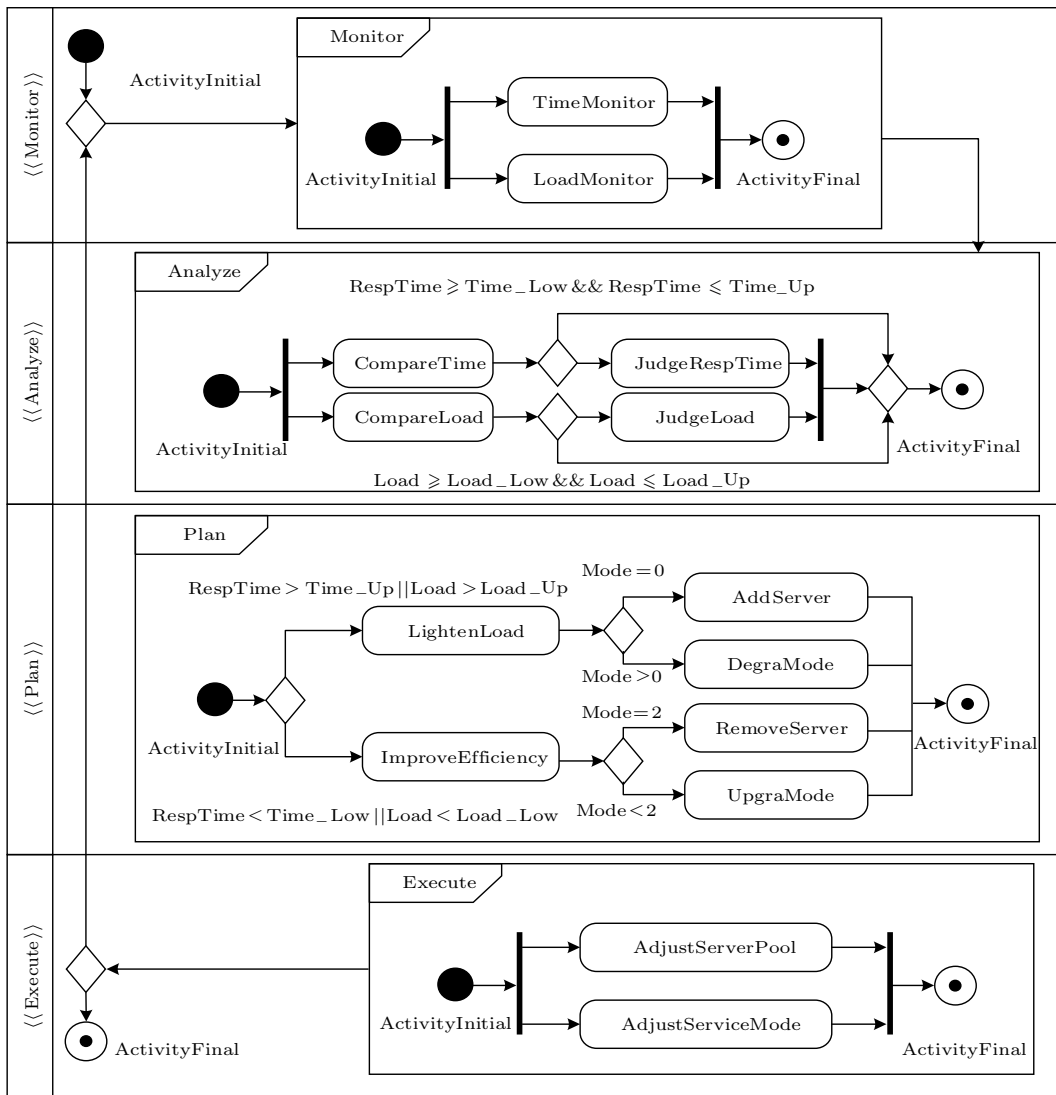 ⟨⟨Monitor⟩⟩
ActivityInitial
Monitor
TimeMonitor
LoadMonitor
ActivityInitial
ActivityFinal
⟨⟨Analyze⟩⟩
Analyze
RespTime ⩾ Time_Low && RespTime ⩽ Time_Up
CompareTime
JudgeRespTime
CompareLoad
JudgeLoad
ActivityInitial
ActivityFinal
Load ⩾ Load_Low && Load ⩽ Load_Up
⟨⟨Plan⟩⟩
Plan
RespTime > Time_Up || Load > Load_Up
Mode=0
AddServer
LightenLoad
DegraMode
Mode>0
ActivityInitial
Mode=2
RemoveServer
ActivityFinal
ImproveEfficiency
UpgraMode
Mode<2
RespTime < Time_Low || Load < Load_Low
⟨⟨Execute⟩⟩
Execute
AdjustServerPool
ActivityInitial
AdjustServiceMode
ActivityFinal
ActivityFinal